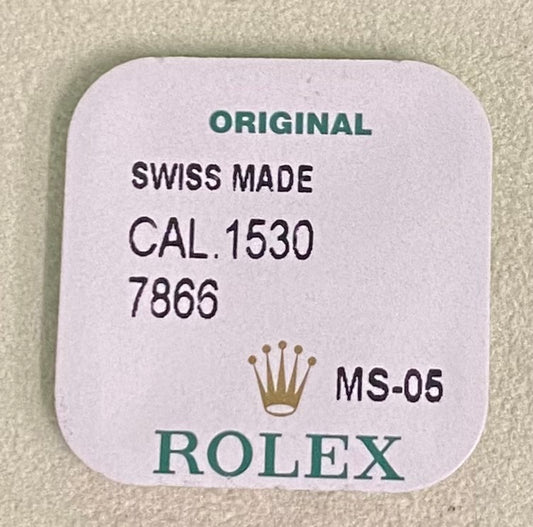 ORIGINAL
SWISS MADE
CAL.1530
7866
MS-05
ROLEX